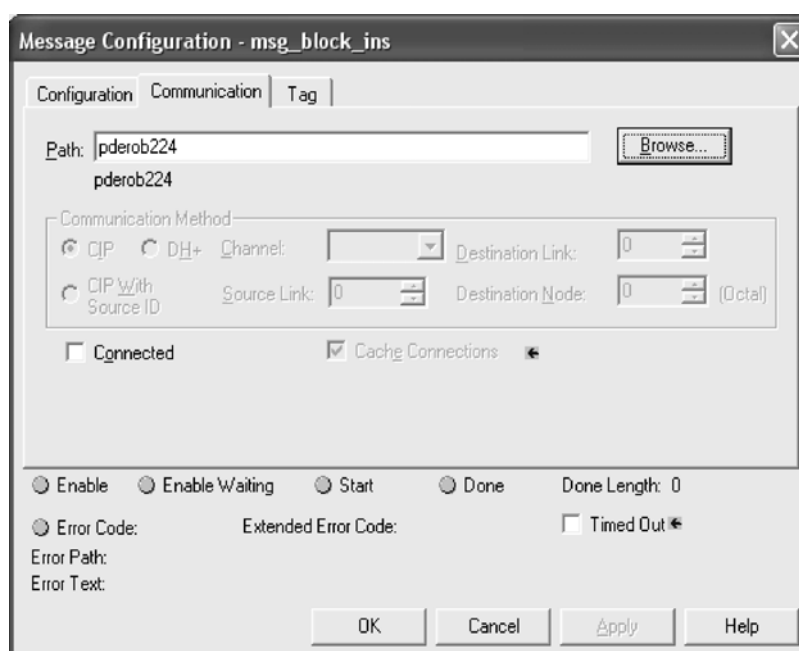 Message Configuration - msg_block_ins
Configuration Communication Tag
Path: pderob224 Browse...
pderob224
Communication Method
CIP DH+ Channel: Destination Link: 0
CIP With Source ID Source Link: 0 Destination Node: 0 (Octal)
Connected Cache Connections
Enable Enable Waiting Start Done Done Length: 0
Error Code: Extended Error Code: Timed Out
Error Path:
Error Text:
OK Cancel Apply Help